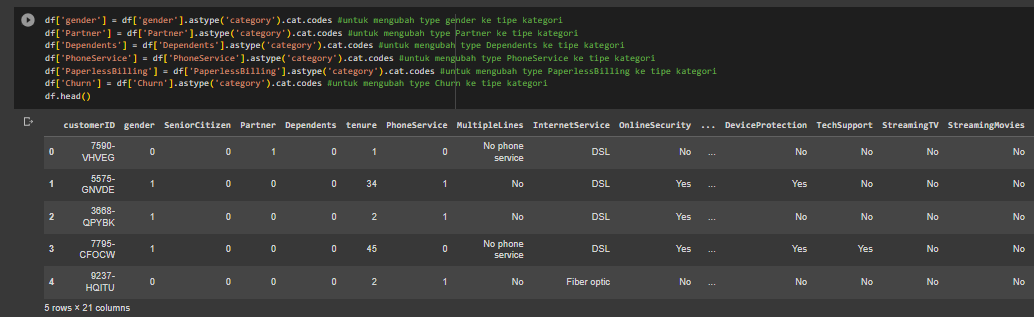 df['gender'] = df['gender'].astype('category').cat.codes #untuk mengubah type gender ke tipe kategori
df['Partner'] = df['Partner'].astype('category').cat.codes #untuk mengubah type Partner ke tipe kategori
df['Dependents'] = df['Dependents'].astype('category').cat.codes #untuk mengubah type Dependents ke tipe kategori
df['PhoneService'] = df['PhoneService'].astype('category').cat.codes #untuk mengubah type PhoneService ke tipe kategori
df['PaperlessBilling'] = df['PaperlessBilling'].astype('category').cat.codes #untuk mengubah type PaperlessBilling ke tipe kategori
df['Churn'] = df['Churn'].astype('category').cat.codes #untuk mengubah type Churn ke tipe kategori
df.head()
customerID gender SeniorCitizen Partner Dependents tenure PhoneService MultipleLines InternetService OnlineSecurity ... DeviceProtection TechSupport StreamingTV StreamingMovies
0 7590-VHVEG 0 0 1 0 1 0 No phone service DSL No ... No No No No
1 5575-GNVDE 1 0 0 0 34 1 No DSL Yes ... Yes No No No
2 3668-QPYBK 1 0 0 0 2 1 No DSL Yes ... No No No No
3 7795-CFOCW 1 0 0 0 45 0 No phone service DSL Yes ... Yes Yes No No
4 9237-HQITU 0 0 0 0 2 1 No Fiber optic No ... No No No No
5 rows × 21 columns